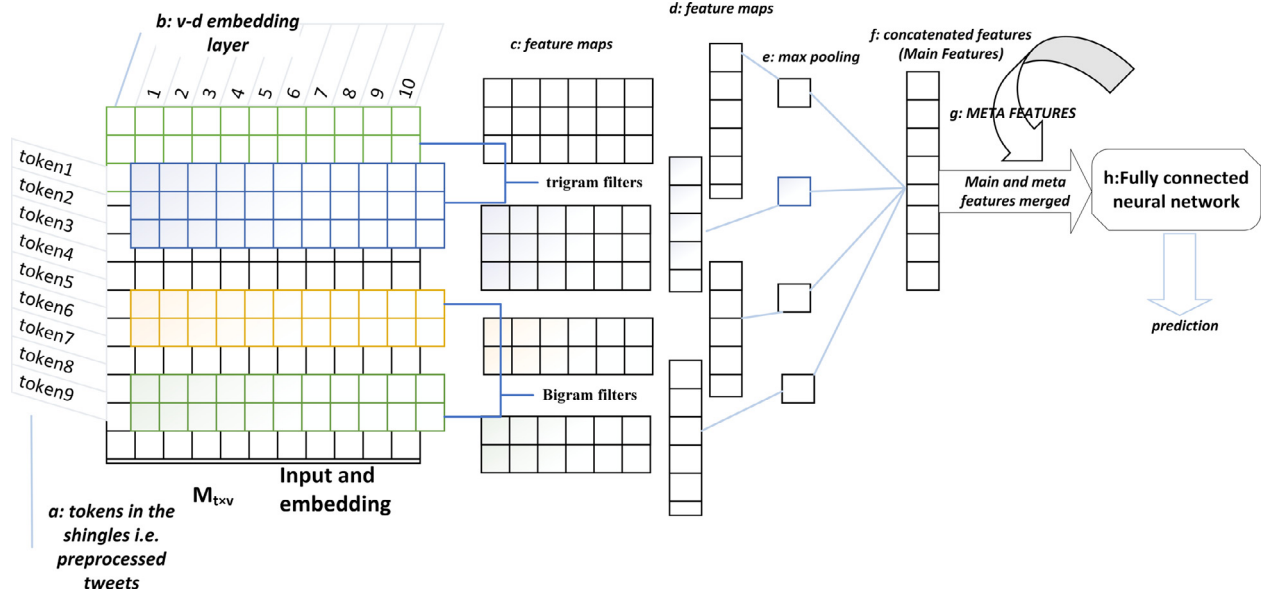 b: v-d embedding
layer
1 2 3 4 5 6 7 8 9 10
token1
token2
token3
token4
token5
token6
token7
token8
token9
a: tokens in the
shingles i.e.
preprocessed
tweets
Mt×v
Input and
embedding
c: feature maps
trigram filters
Bigram filters
d: feature maps
e: max pooling
f: concatenated features
(Main Features)
g: META FEATURES
Main and meta
features merged
h:Fully connected
neural network
prediction